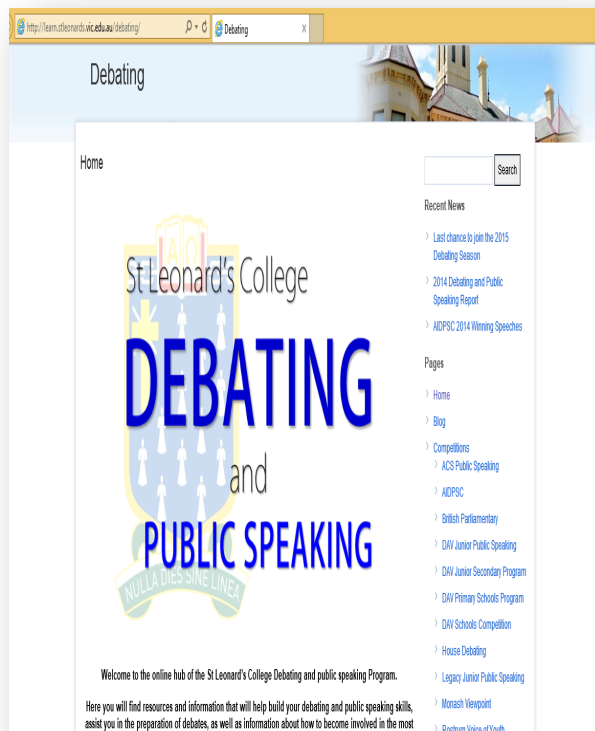 http://learn.stleonards.vic.edu.au/debating/
Debating
x
Debating
Home
St Leonard's College
DEBATING
and
PUBLIC SPEAKING
NULLA DIES SINE LINEA
Welcome to the online hub of the St Leonard's College Debating and public speaking Program.
Here you will find resources and information that will help build your debating and public speaking skills,
assist you in the preparation of debates, as well as information about how to become involved in the most
Search
Recent News
Last chance to join the 2015
Debating Season
2014 Debating and Public
Speaking Report
AIDPSC 2014 Winning Speeches
Pages
Home
Blog
Competitions
ACS Public Speaking
AIDPSC
British Parliamentary
DAV Junior Public Speaking
DAV Junior Secondary Program
DAV Primary Schools Program
DAV Schools Competition
House Debating
Legacy Junior Public Speaking
Monash Viewpoint
Rostrum Voice of Youth